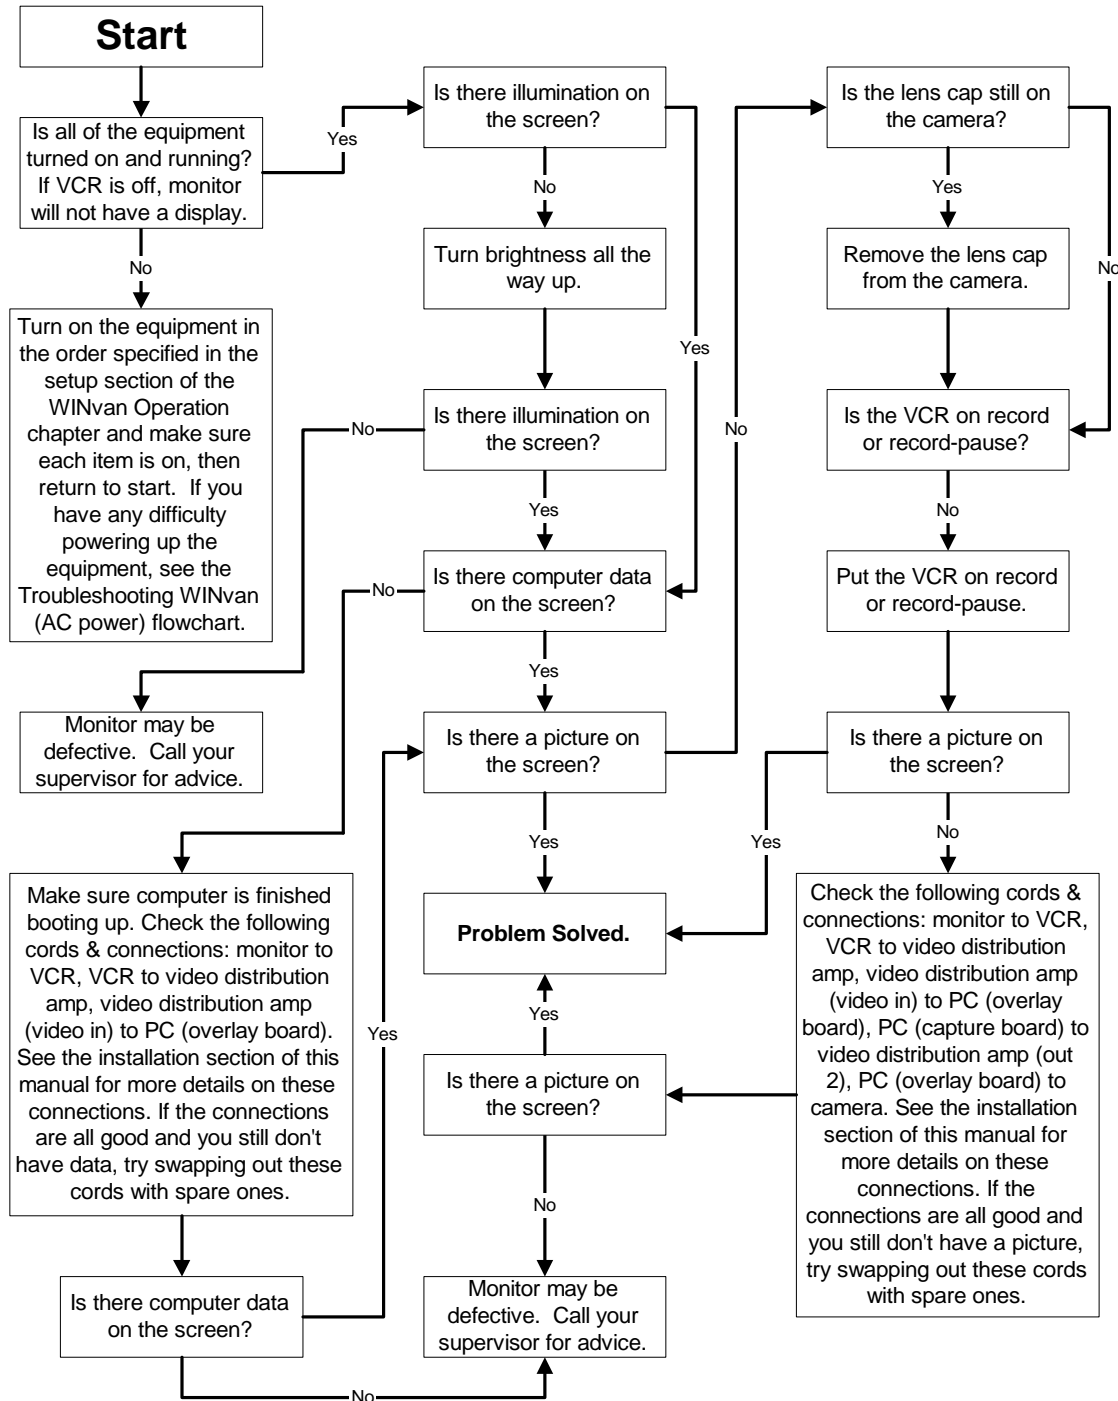 Start
Is all of the equipment
turned on and running?
If VCR is off, monitor
will not have a display.
Yes
No
Turn on the equipment in
the order specified in the
setup section of the
WINvan Operation
chapter and make sure
each item is on, then
return to start.  If you
have any difficulty
powering up the
equipment, see the
Troubleshooting WINvan
(AC power) flowchart.
Is there illumination on
the screen?
Yes
No
Turn brightness all the
way up.
Is there illumination on
the screen?
No
Monitor may be
defective.  Call your
supervisor for advice.
Yes
Is there computer data
on the screen?
No
Make sure computer is finished
booting up. Check the following
cords & connections: monitor to
VCR, VCR to video distribution
amp, video distribution amp
(video in) to PC (overlay board).
See the installation section of this
manual for more details on these
connections. If the connections
are all good and you still don't
have data, try swapping out these
cords with spare ones.
Is there computer data
on the screen?
Yes
No
Yes
Is there a picture on
the screen?
No
Yes
Problem Solved.
Yes
Is there a picture on
the screen?
No
Monitor may be
defective.  Call your
supervisor for advice.
Is the lens cap still on
the camera?
No
Yes
Remove the lens cap
from the camera.
Is the VCR on record
or record-pause?
No
Put the VCR on record
or record-pause.
Is there a picture on
the screen?
Yes
No
Check the following cords &
connections: monitor to VCR,
VCR to video distribution
amp, video distribution amp
(video in) to PC (overlay
board), PC (capture board) to
video distribution amp (out
2), PC (overlay board) to
camera. See the installation
section of this manual for
more details on these
connections. If the
connections are all good and
you still don't have a picture,
try swapping out these cords
with spare ones.